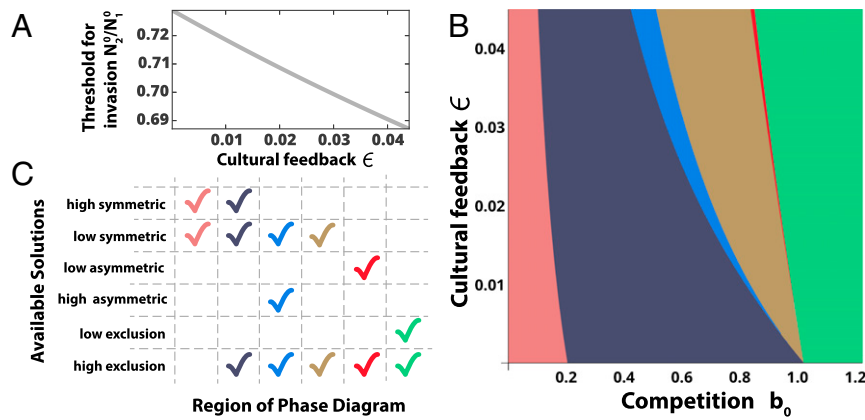 A
Threshold for
invasion N₂⁰/N₁⁰
0.72
0.71
0.70
0.69
0.01
0.02
0.03
0.04
Cultural feedback ϵ
B
Cultural feedback ϵ
0.04
0.03
0.02
0.01
0.2
0.4
0.6
0.8
1.0
1.2
Competition b₀
C
Available Solutions
high symmetric
low symmetric
low asymmetric
high asymmetric
low exclusion
high exclusion
Region of Phase Diagram